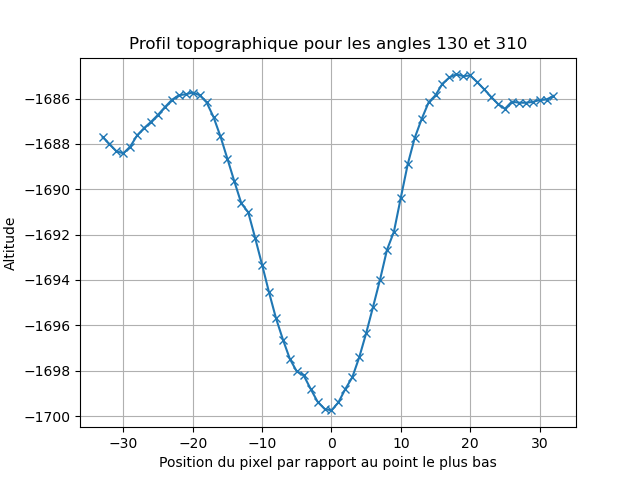 Profil topographique pour les angles 130 et 310
Altitude
−1686
−1688
−1690
−1692
−1694
−1696
−1698
−1700
−30 −20 −10 0 10 20 30
Position du pixel par rapport au point le plus bas